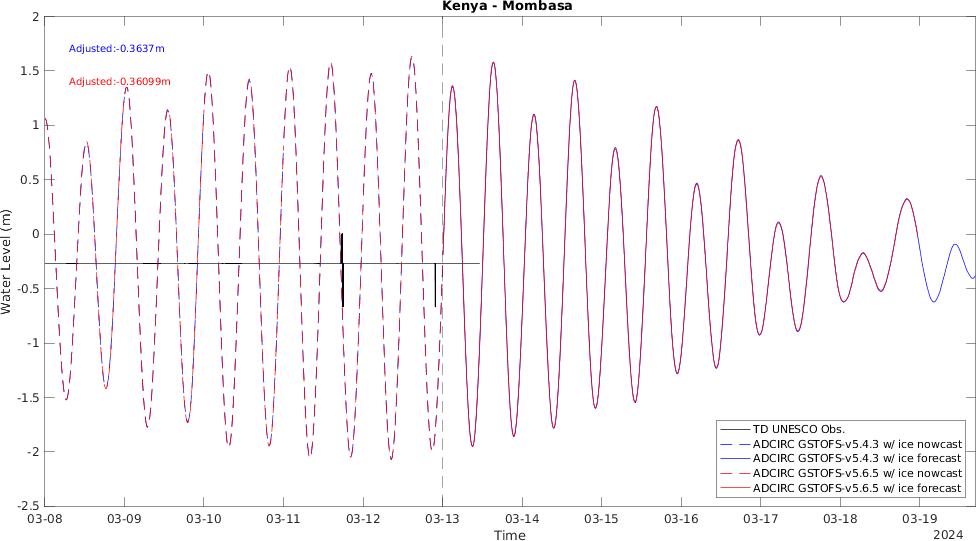 Kenya - Mombasa
2
Adjusted:-0.3637m
1.5
Adjusted:-0.36099m
1
0.5
0
-0.5
-1
-1.5
-2
-2.5
Water Level (m)
TD UNESCO Obs.
ADCIRC GSTOFS-v5.4.3 w/ ice nowcast
ADCIRC GSTOFS-v5.4.3 w/ ice forecast
ADCIRC GSTOFS-v5.6.5 w/ ice nowcast
ADCIRC GSTOFS-v5.6.5 w/ ice forecast
03-08 03-09 03-10 03-11 03-12 03-13 03-14 03-15 03-16 03-17 03-18 03-19
Time
2024